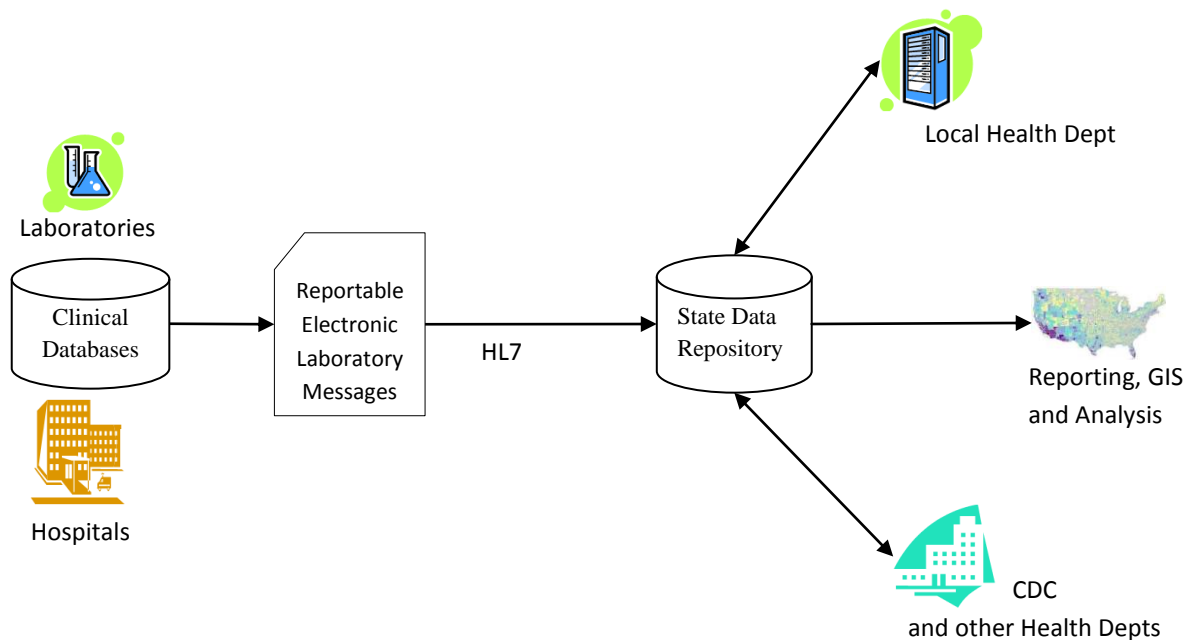 Laboratories
Clinical
Databases
Hospitals
Reportable
Electronic
Laboratory
Messages
HL7
State Data
Repository
Local Health Dept
Reporting, GIS
and Analysis
CDC
and other Health Depts